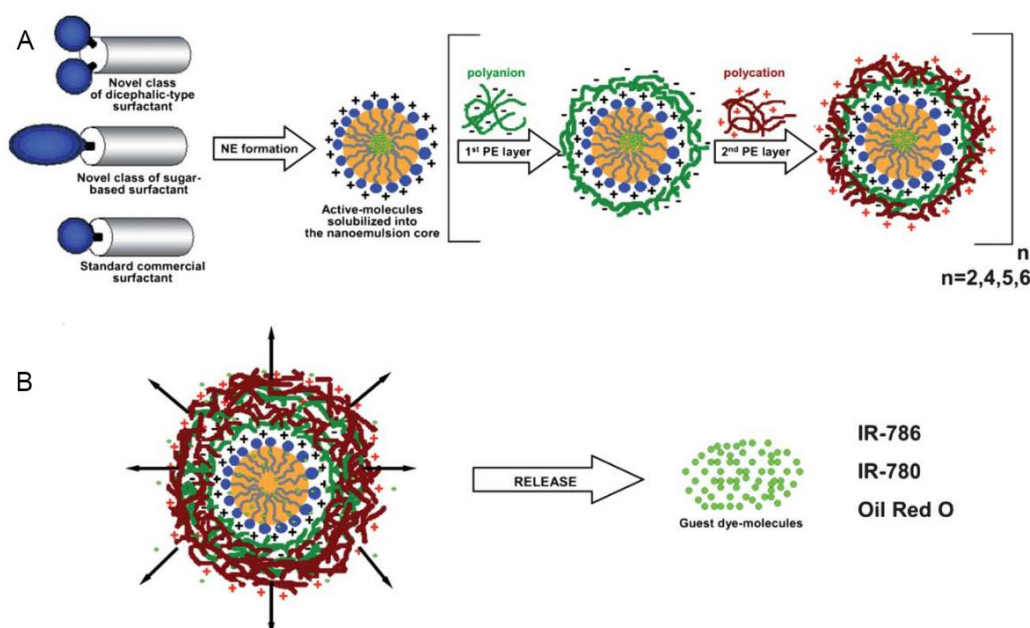 A
Novel class
of dicephalic-type
surfactant
Novel class of sugar-
based surfactant
Standard commercial
surfactant
NE formation
Active-molecules
solubilized into
the nanoemulsion core
polyanion
1st PE layer
polycation
2nd PE layer
n
n=2,4,5,6
B
RELEASE
Guest dye-molecules
IR-786
IR-780
Oil Red O